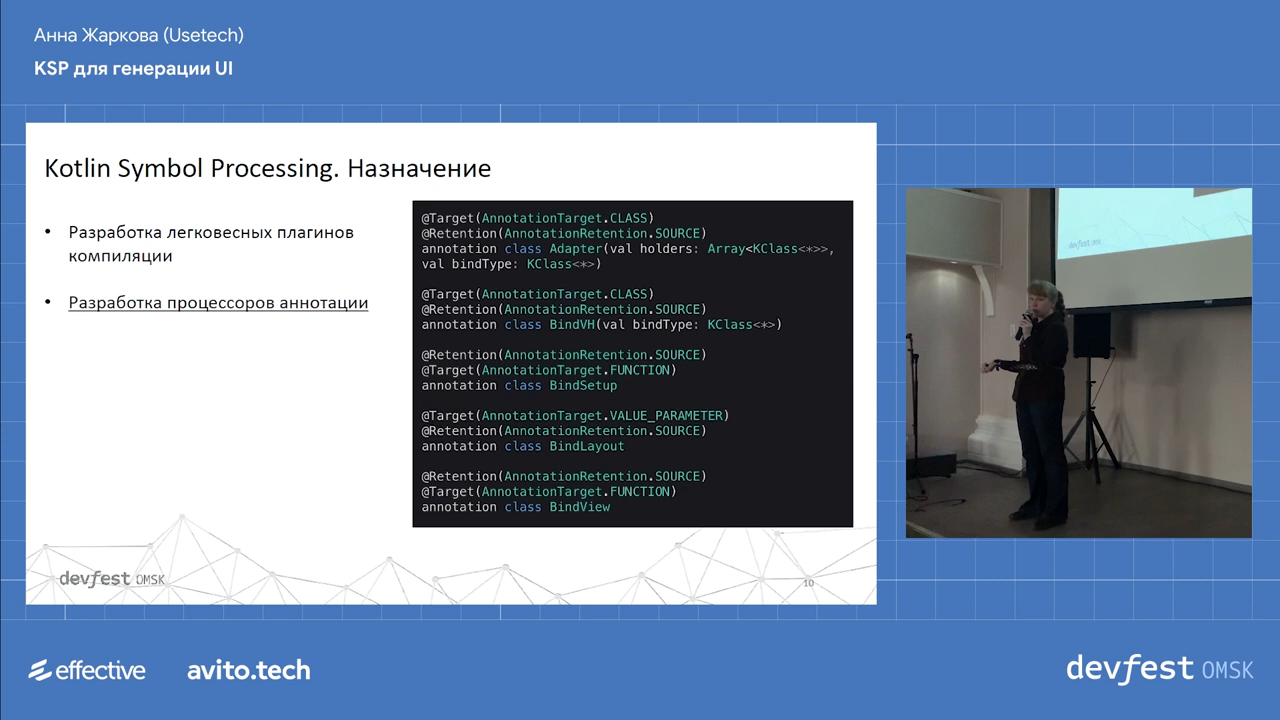 Анна Жаркова (Usetech)
KSP для генерации UI
Kotlin Symbol Processing. Назначение
• Разработка легковесных плагинов
компиляции
• Разработка процессоров аннотации
@Target(AnnotationTarget.CLASS)
@Retention(AnnotationRetention.SOURCE)
annotation class Adapter(val holders: Array<KClass<*>>,
val bindType: KClass<*>)
@Target(AnnotationTarget.CLASS)
@Retention(AnnotationRetention.SOURCE)
annotation class BindVH(val bindType: KClass<*>)
@Retention(AnnotationRetention.SOURCE)
@Target(AnnotationTarget.FUNCTION)
annotation class BindSetup
@Target(AnnotationTarget.VALUE_PARAMETER)
@Retention(AnnotationRetention.SOURCE)
annotation class BindLayout
@Retention(AnnotationRetention.SOURCE)
@Target(AnnotationTarget.FUNCTION)
annotation class BindView
devfest OMSK
10
devfest OMSK
effective
avito.tech
devfest OMSK